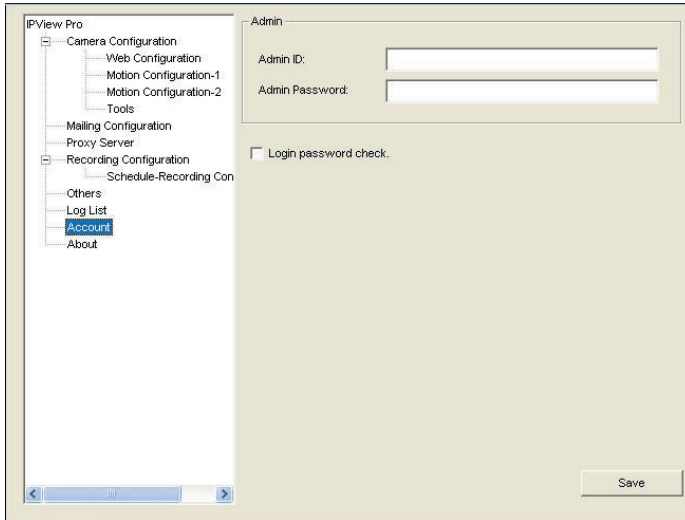 IPView Pro
Camera Configuration
Web Configuration
Motion Configuration-1
Motion Configuration-2
Tools
Mailing Configuration
Proxy Server
Recording Configuration
Schedule-Recording Con
Others
Log List
Account
About
Admin
Admin ID:
Admin Password:
Login password check.
Save